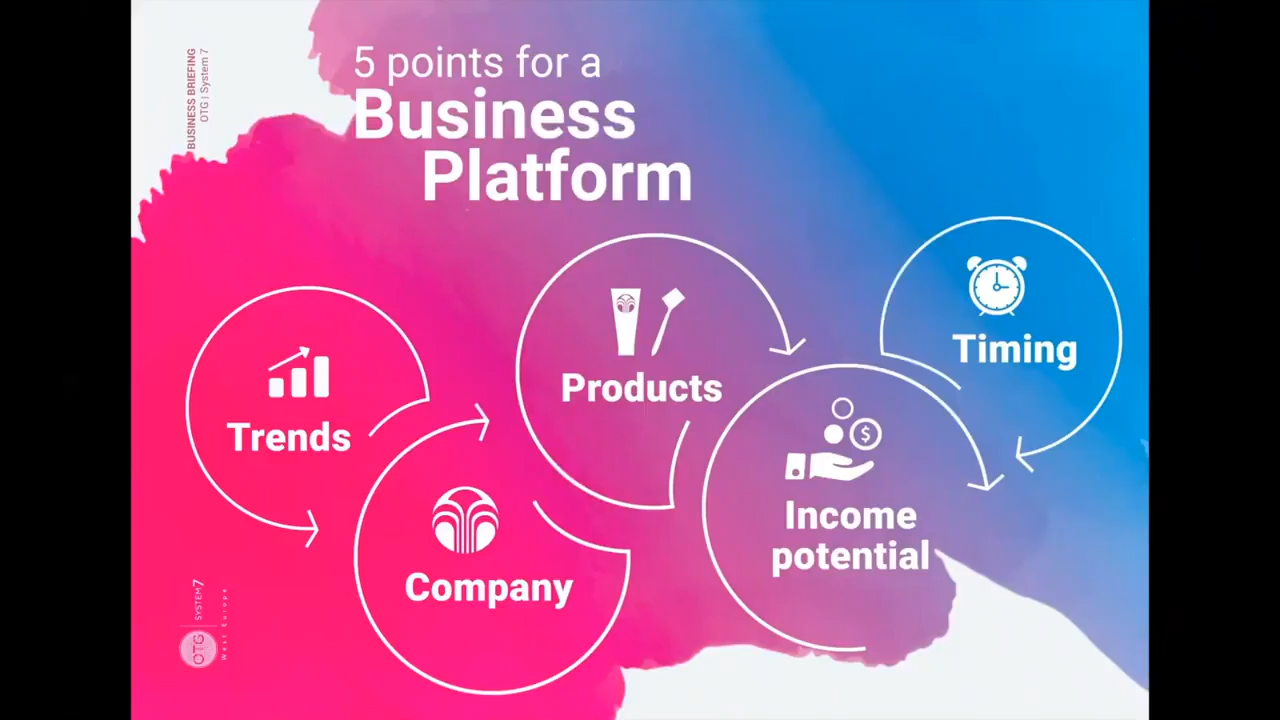 BUSINESS BRIEFING
OTG | System 7
5 points for a
Business
Platform
Trends
Company
Products
Income
potential
Timing
$
OTG | SYSTEM7
West Europe